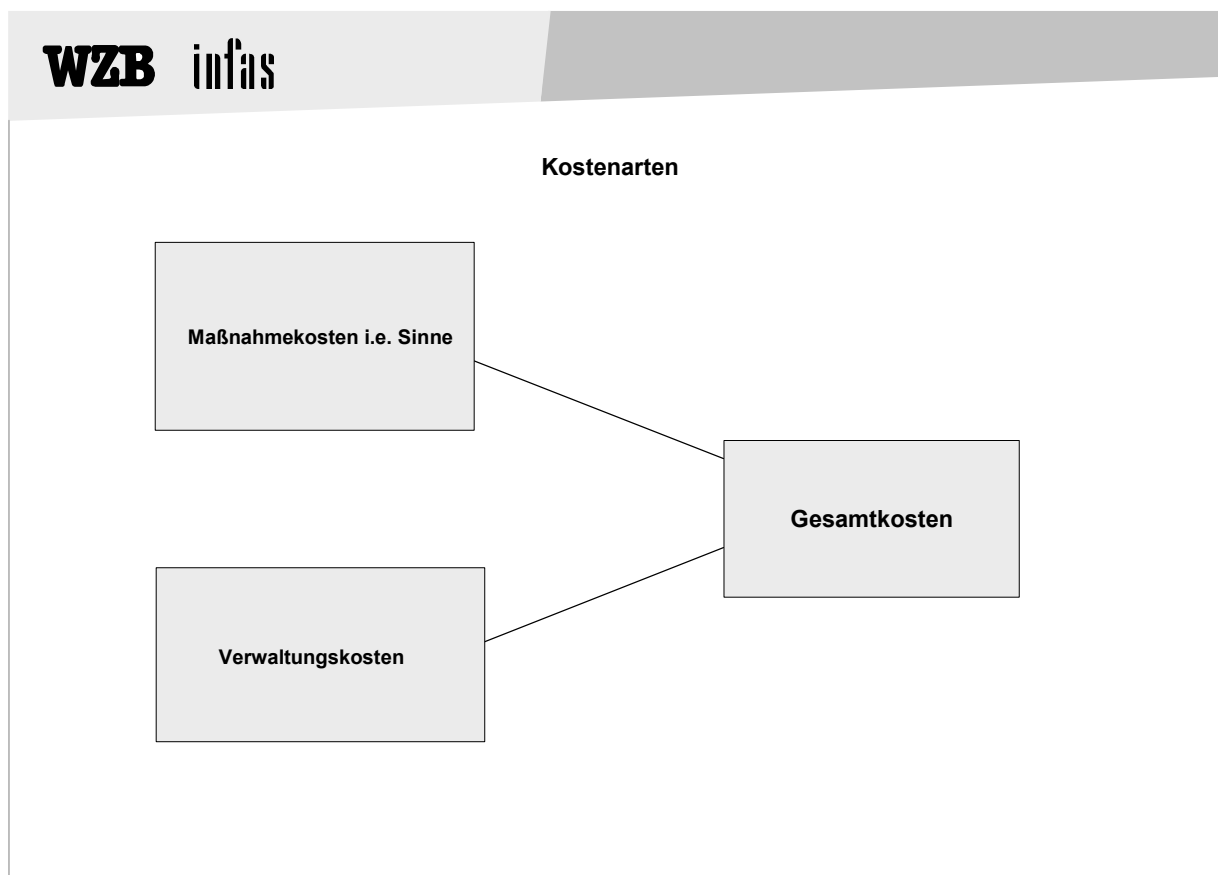 WZB infas
Kostenarten
Maßnahmekosten i.e. Sinne
Gesamtkosten
Verwaltungskosten